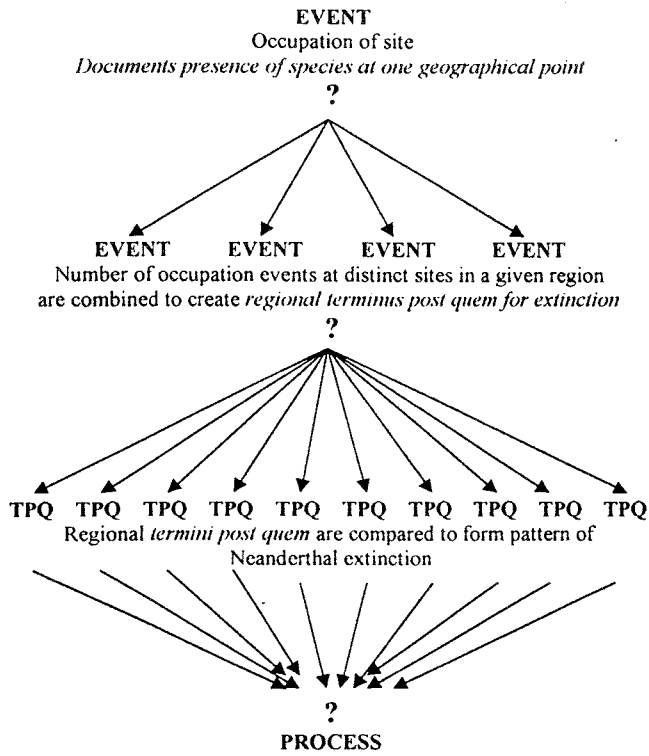 EVENT
Occupation of site
Documents presence of species at one geographical point
?
EVENT EVENT EVENT EVENT
Number of occupation events at distinct sites in a given region
are combined to create regional terminus post quem for extinction
?
TPQ TPQ TPQ TPQ TPQ TPQ TPQ TPQ TPQ TPQ
Regional termini post quem are compared to form pattern of
Neanderthal extinction
?
PROCESS